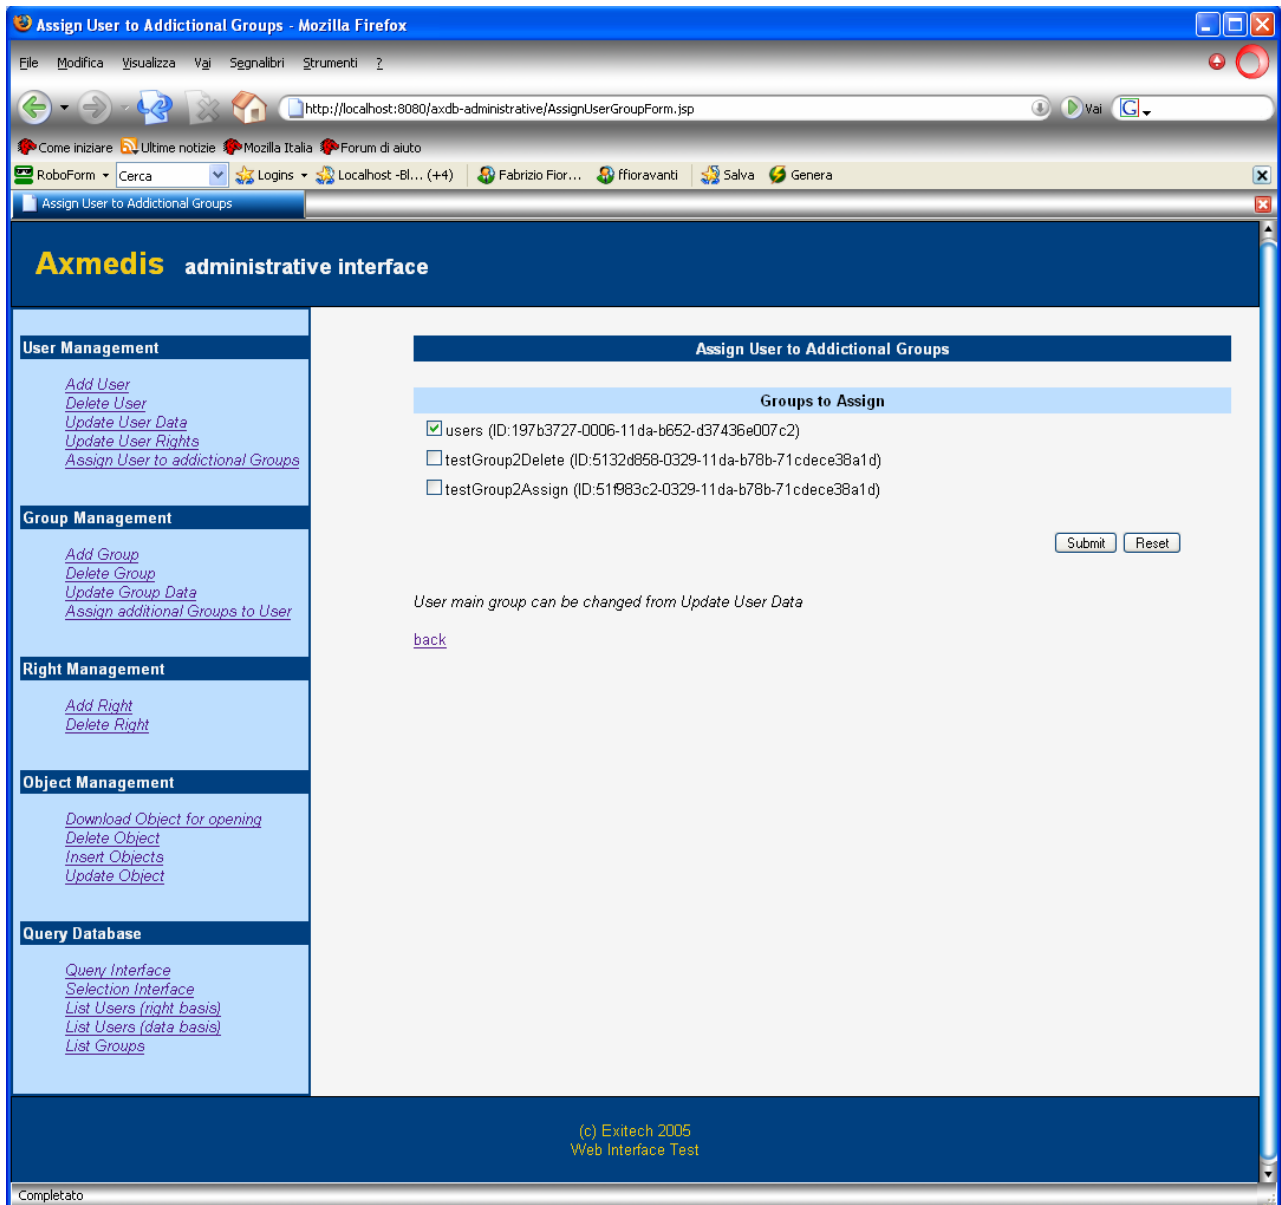 Assign User to Addictional Groups - Mozilla Firefox
File Modifica Visualizza Vai Segnalibri Strumenti ?
http://localhost:8080/axdb-administrative/AssignUserGroupForm.jsp Vai G
Come iniziare Ultime notizie Mozilla Italia Forum di aiuto
RoboForm Cerca Logins Localhost -Bl... (+4) Fabrizio Fior... ffioravanti Salva Genera
Assign User to Addictional Groups
Axmedis administrative interface
User Management
Add User
Delete User
Update User Data
Update User Rights
Assign User to addictional Groups
Group Management
Add Group
Delete Group
Update Group Data
Assign additional Groups to User
Right Management
Add Right
Delete Right
Object Management
Download Object for opening
Delete Object
Insert Objects
Update Object
Query Database
Query Interface
Selection Interface
List Users (right basis)
List Users (data basis)
List Groups
Assign User to Addictional Groups
Groups to Assign
users (ID:197b3727-0006-11da-b652-d37436e007c2)
testGroup2Delete (ID:5132d858-0329-11da-b78b-71cdece38a1d)
testGroup2Assign (ID:51f983c2-0329-11da-b78b-71cdece38a1d)
Submit Reset
User main group can be changed from Update User Data
back
(c) Exitech 2005
Web Interface Test
Completato